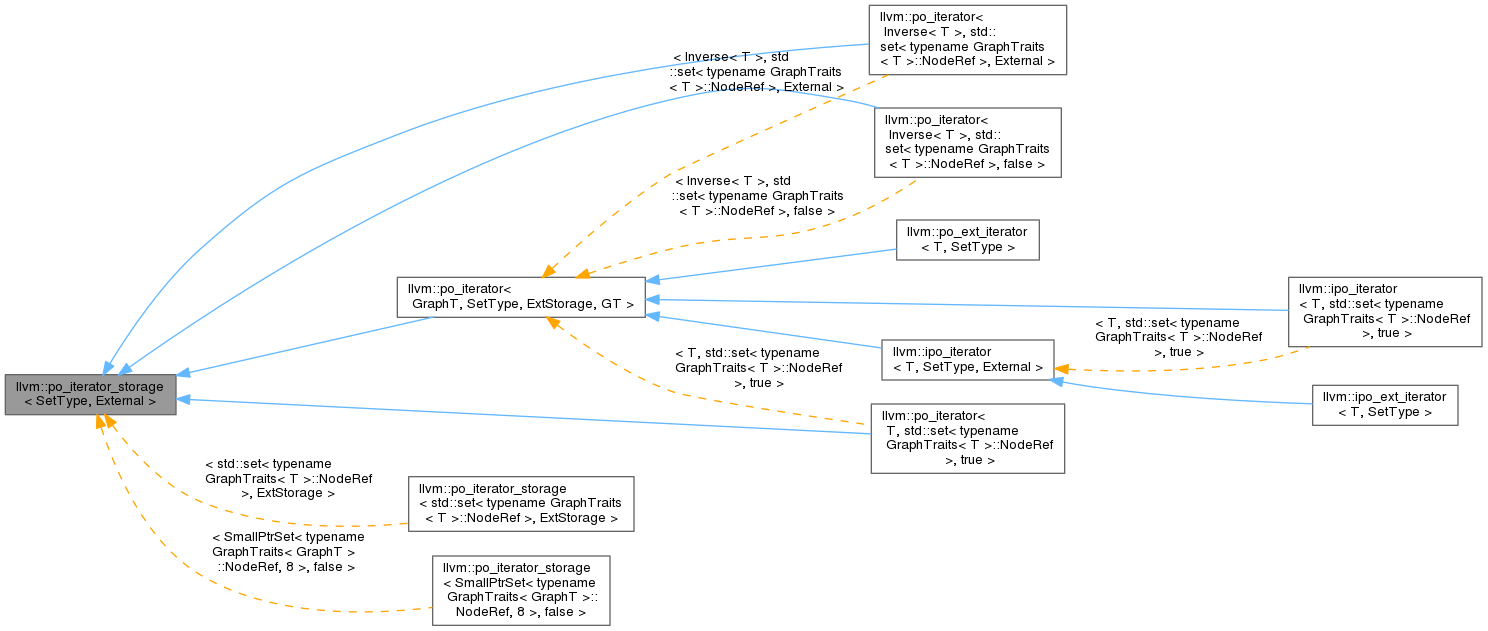 llvm::po_iterator<
Inverse< T >, std::
set< typename GraphTraits
< T >::NodeRef >, External >
< Inverse< T >, std
::set< typename GraphTraits
< T >::NodeRef >, External >
llvm::po_iterator<
Inverse< T >, std::
set< typename GraphTraits
< T >::NodeRef >, false >
< Inverse< T >, std
::set< typename GraphTraits
< T >::NodeRef >, false >
llvm::po_ext_iterator
< T, SetType >
llvm::po_iterator<
GraphT, SetType, ExtStorage, GT >
llvm::ipo_iterator
< T, std::set< typename
GraphTraits< T >::NodeRef
>, true >
< T, std::set< typename
GraphTraits< T >::NodeRef
>, true >
llvm::ipo_iterator
< T, SetType, External >
< T, std::set< typename
GraphTraits< T >::NodeRef
>, true >
llvm::po_iterator_storage
< SetType, External >
llvm::ipo_ext_iterator
< T, SetType >
llvm::po_iterator<
T, std::set< typename
GraphTraits< T >::NodeRef
>, true >
< std::set< typename
GraphTraits< T >::NodeRef
>, ExtStorage >
llvm::po_iterator_storage
< std::set< typename GraphTraits
< T >::NodeRef >, ExtStorage >
< SmallPtrSet< typename
GraphTraits< GraphT >
::NodeRef, 8 >, false >
llvm::po_iterator_storage
< SmallPtrSet< typename
GraphTraits< GraphT >::
NodeRef, 8 >, false >